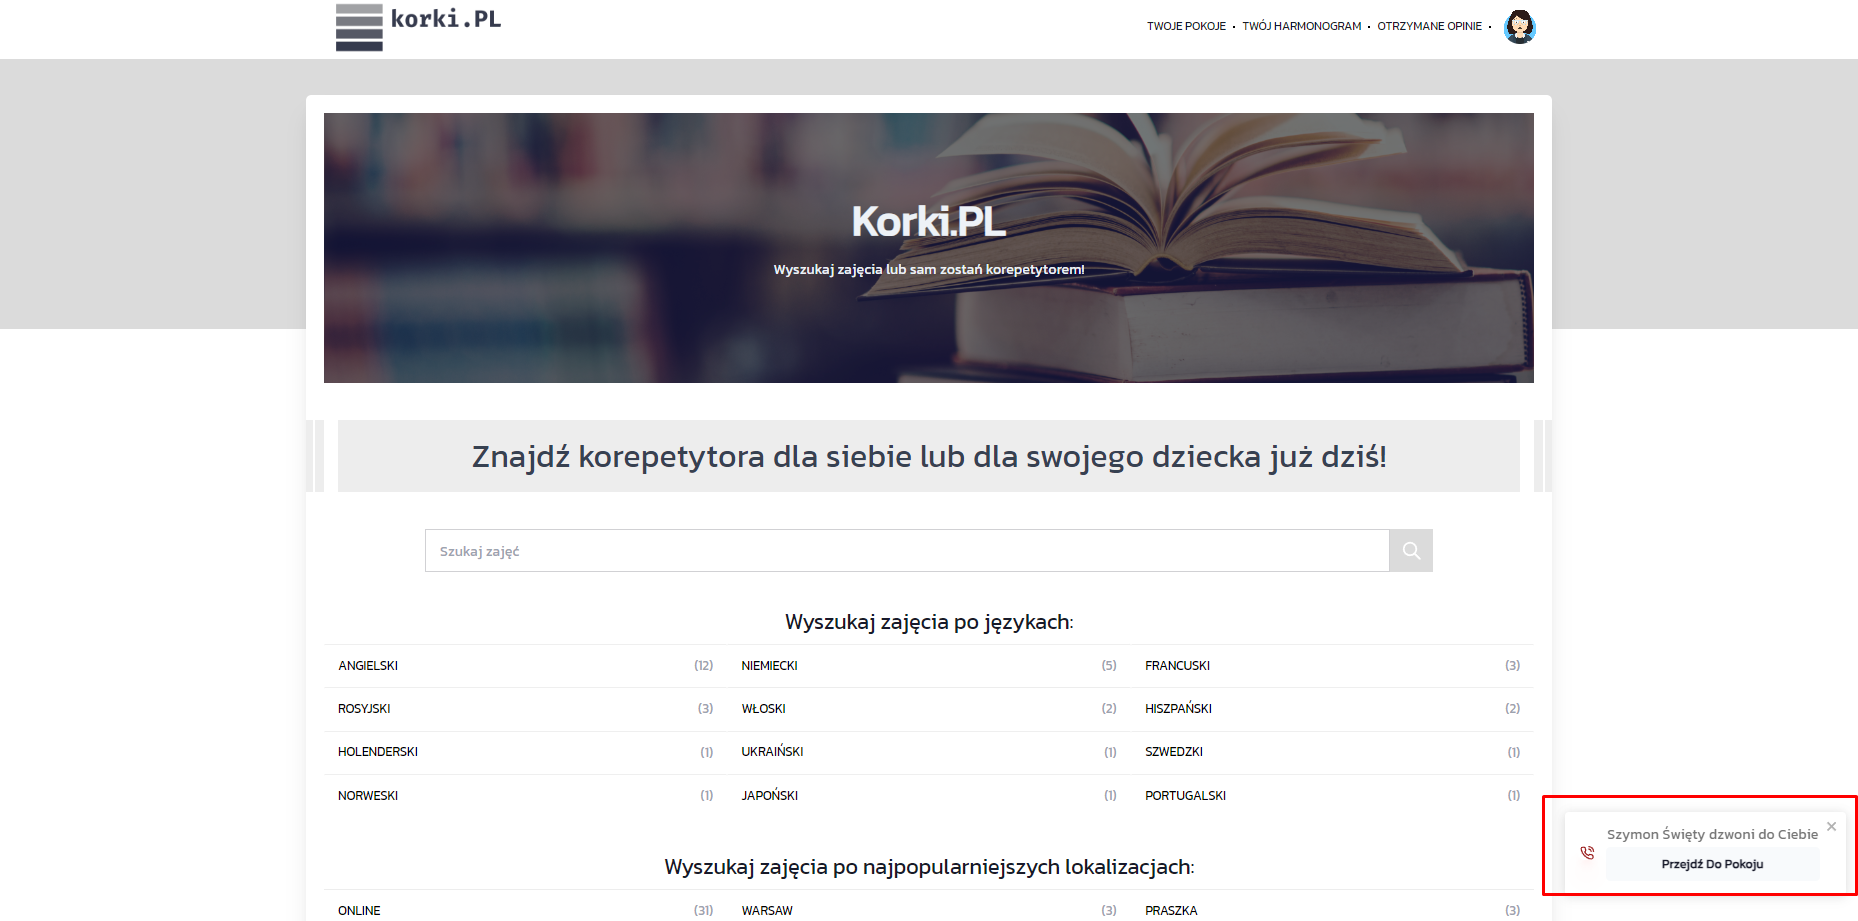 korki.PL
TWOJE POKOJE • TWÓJ HARMONOGRAM • OTRZYMANE OPINIE •
Korki.PL
Wyszukaj zajęcia lub sam zostań korepetytorem!
Znajdź korepetytora dla siebie lub dla swojego dziecka już dziś!
Szukaj zajęć
Wyszukaj zajęcia po językach:
ANGIELSKI (12) NIEMIECKI (5) FRANCUSKI (3)
ROSYJSKI (3) WŁOSKI (2) HISZPAŃSKI (2)
HOLENDERSKI (1) UKRAIŃSKI (1) SZWEDZKI (1)
NORWESKI (1) JAPOŃSKI (1) PORTUGALSKI (1)
Szymon Święty dzwoni do Ciebie
Przejdź Do Pokoju
Wyszukaj zajęcia po najpopularniejszych lokalizacjach:
ONLINE (31) WARSAW (3) PRASZKA (3)